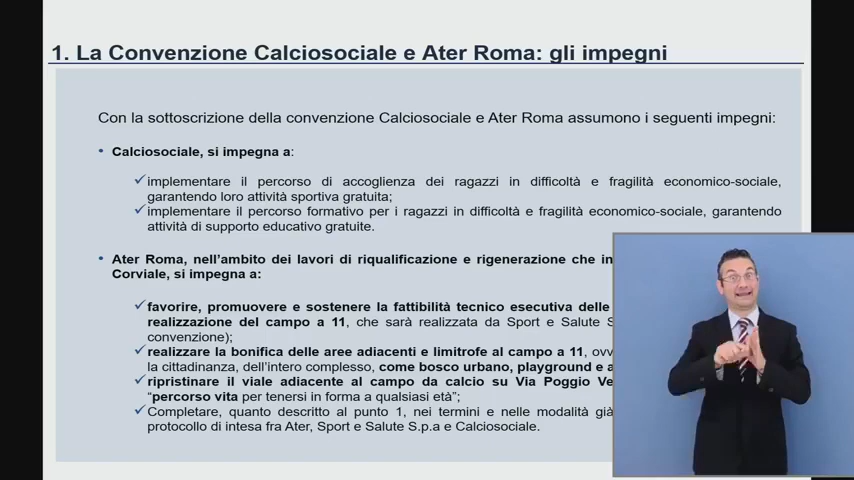 1. La Convenzione Calciosociale e Ater Roma: gli impegni
Con la sottoscrizione della convenzione Calciosociale e Ater Roma assumono i seguenti impegni:
• Calciosociale, si impegna a:
✓implementare il percorso di accoglienza dei ragazzi in difficoltà e fragilità economico-sociale,
garantendo loro attività sportiva gratuita;
✓implementare il percorso formativo per i ragazzi in difficoltà e fragilità economico-sociale, garantendo
attività di supporto educativo gratuite.
• Ater Roma, nell'ambito dei lavori di riqualificazione e rigenerazione che in
Corviale, si impegna a:
✓favorire, promuovere e sostenere la fattibilità tecnico esecutiva delle
realizzazione del campo a 11, che sarà realizzata da Sport e Salute S
convenzione);
✓realizzare la bonifica delle aree adiacenti e limitrofe al campo a 11, ovv
la cittadinanza, dell'intero complesso, come bosco urbano, playground e a
✓ripristinare il viale adiacente al campo da calcio su Via Poggio Ve
“percorso vita per tenersi in forma a qualsiasi età”;
✓Completare, quanto descritto al punto 1, nei termini e nelle modalità già
protocollo di intesa fra Ater, Sport e Salute S.p.a e Calciosociale.